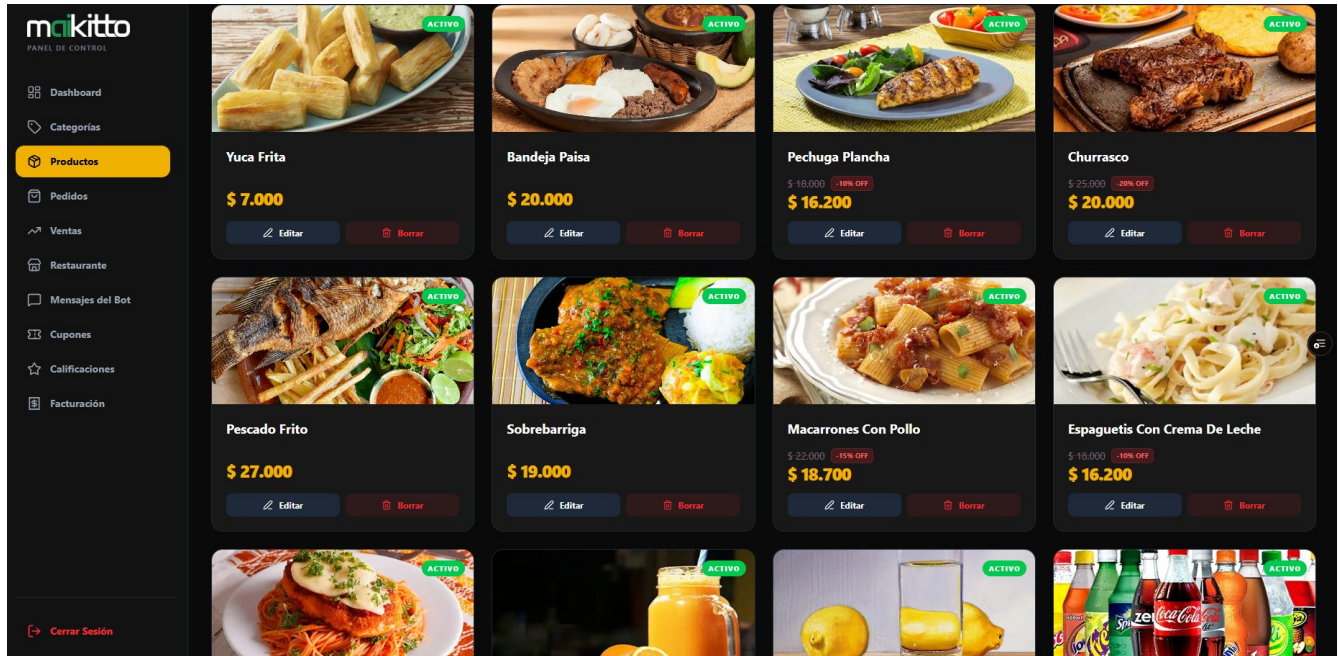 maikitto
PANEL DE CONTROL
Dashboard
Categorías
Productos
Pedidos
Ventas
Restaurante
Mensajes del Bot
Cupones
Calificaciones
Facturación
Cerrar Sesión
ACTIVO
ACTIVO
ACTIVO
ACTIVO
Yuca Frita
Bandeja Paisa
Pechuga Plancha
Churrasco
$ 18.000 -10% OFF
$ 25.000 -20% OFF
$ 7.000
$ 20.000
$ 16.200
$ 20.000
Editar Borrar
Editar Borrar
Editar Borrar
Editar Borrar
ACTIVO
ACTIVO
ACTIVO
ACTIVO
Pescado Frito
Sobrebarriga
Macarrones Con Pollo
Espaguetis Con Crema De Leche
$ 22.000 -15% OFF
$ 18.000 -10% OFF
$ 27.000
$ 19.000
$ 18.700
$ 16.200
Editar Borrar
Editar Borrar
Editar Borrar
Editar Borrar
ACTIVO
ACTIVO
ACTIVO
ACTIVO
Coca-Cola